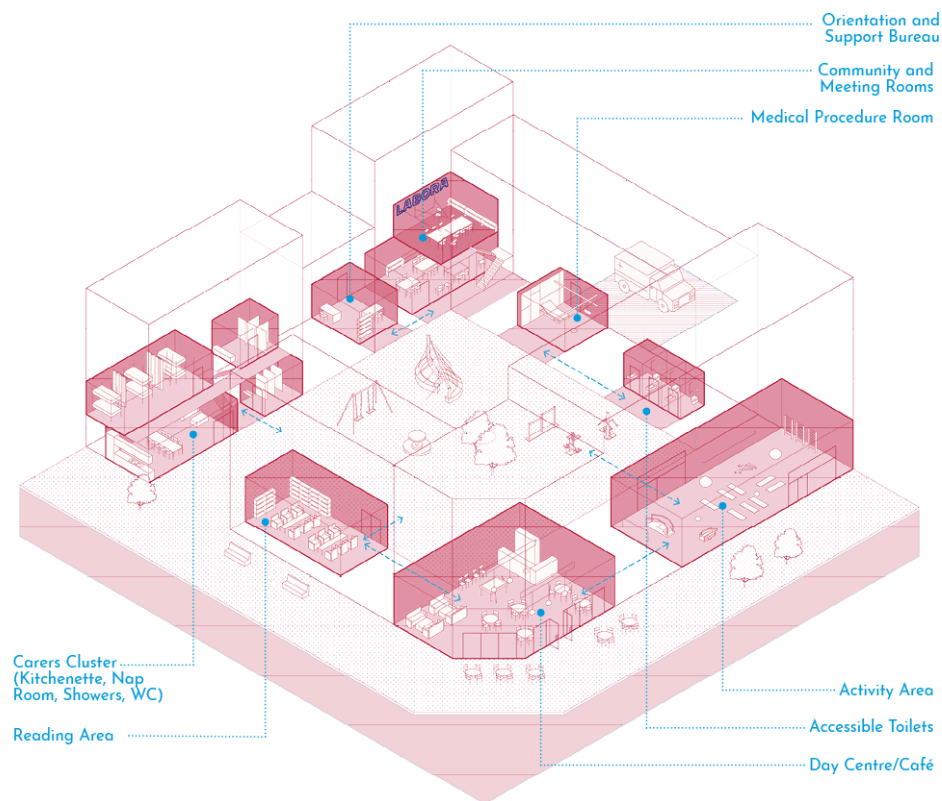 Orientation and
Support Bureau
Community and
Meeting Rooms
Medical Procedure Room
LABORA
Carers Cluster
(Kitchenette, Nap
Room, Showers, WC)
Reading Area
Activity Area
Accessible Toilets
Day Centre/Café